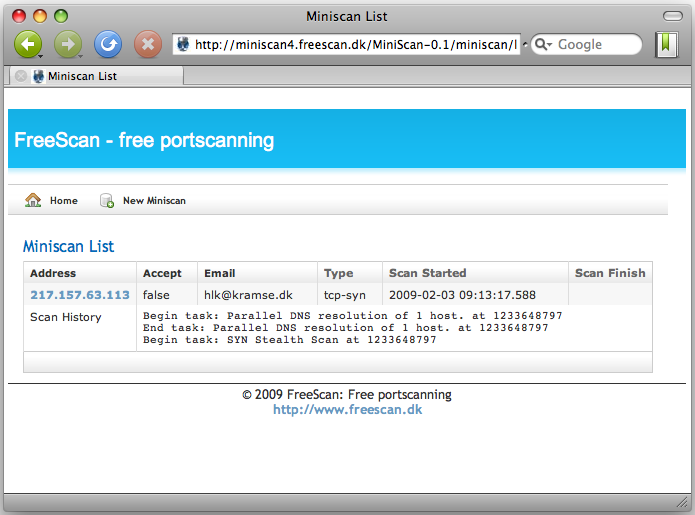 Miniscan List
http://miniscan4.freescan.dk/MiniScan-0.1/miniscan/l
Google
Miniscan List
FreeScan - free portscanning
Home New Miniscan
Miniscan List
Address Accept Email Type Scan Started Scan Finish
217.157.63.113 false hlk@kramse.dk tcp-syn 2009-02-03 09:13:17.588
Scan History Begin task: Parallel DNS resolution of 1 host. at 1233648797
End task: Parallel DNS resolution of 1 host. at 1233648797
Begin task: SYN Stealth Scan at 1233648797
© 2009 FreeScan: Free portscanning
http://www.freescan.dk